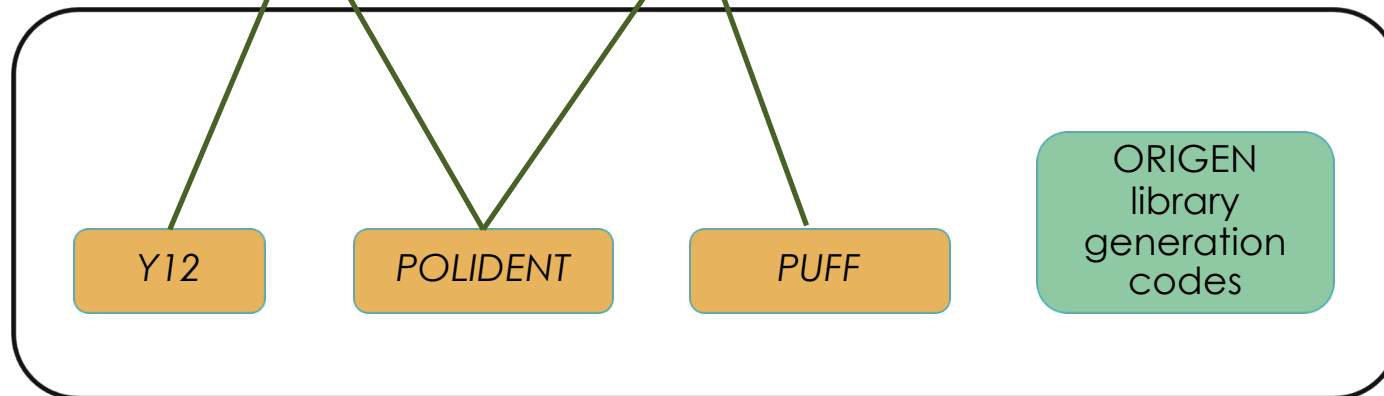 Y12
POLIDENT
PUFF
ORIGEN
library
generation
codes